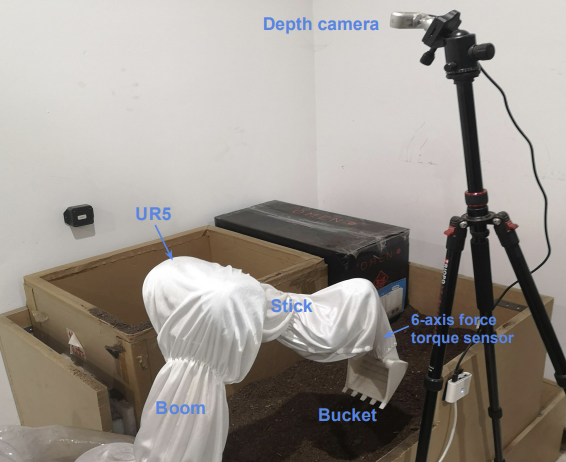 Depth camera
UR5
Stick
6-axis force
torque sensor
Boom
Bucket